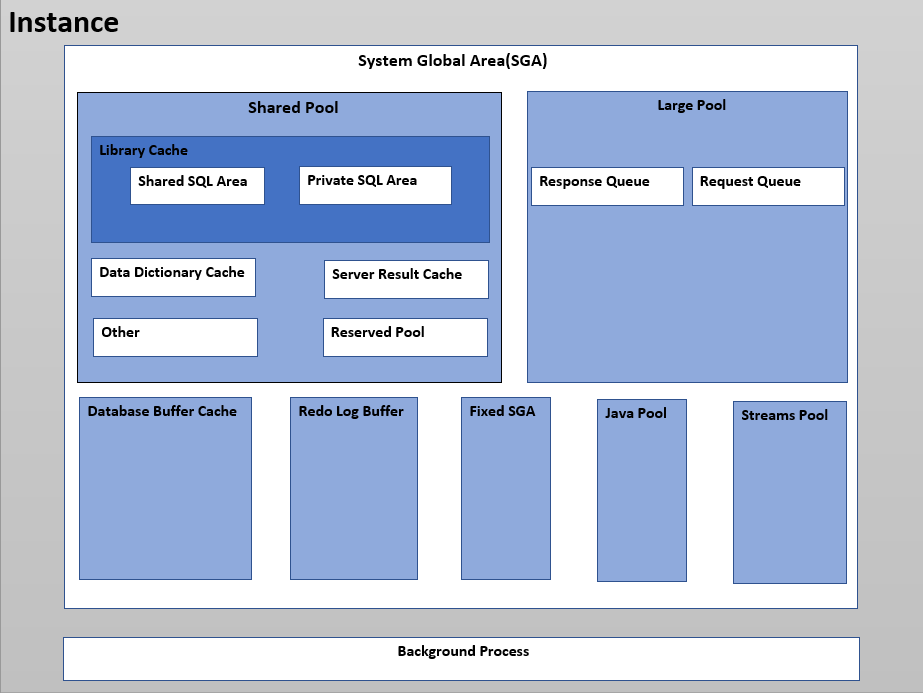 Instance
System Global Area(SGA)
Shared Pool
Library Cache
Shared SQL Area
Private SQL Area
Data Dictionary Cache
Server Result Cache
Other
Reserved Pool
Large Pool
Response Queue
Request Queue
Database Buffer Cache
Redo Log Buffer
Fixed SGA
Java Pool
Streams Pool
Background Process